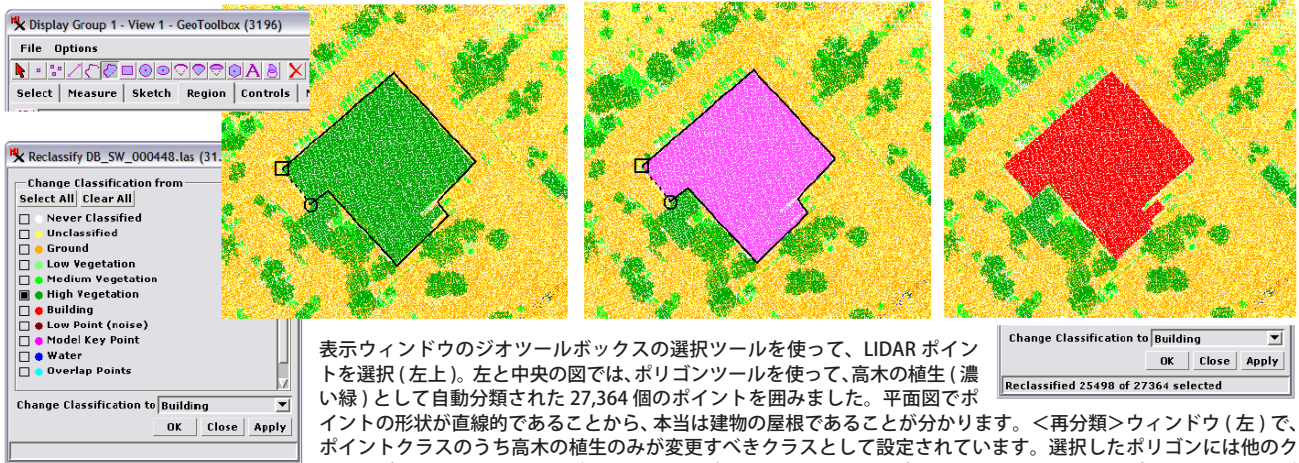 Display Group 1 - View 1 - GeoToolbox (3196)
File Options
Select Measure Sketch Region Controls
Reclassify DB_SW_000448.las (31.
Change Classification from
Select All Clear All
Never Classified
Unclassified
Ground
Low Vegetation
Medium Vegetation
High Vegetation
Building
Low Point (noise)
Model Key Point
Water
Overlap Points
Change Classification to Building
OK Close Apply
Change Classification to Building
OK Close Apply
Reclassified 25498 of 27364 selected
表示ウィンドウのジオツールボックスの選択ツールを使って、LIDAR ポイン
トを選択 ( 左上 )。左と中央の図では、ポリゴンツールを使って、高木の植生 ( 濃
い緑 ) として自動分類された 27,364 個のポイントを囲みました。平面図でポ
イントの形状が直線的であることから、本当は建物の屋根であることが分かります。＜再分類＞ウィンドウ ( 左 ) で、
ポイントクラスのうち高木の植生のみが変更すべきクラスとして設定されています。選択したポリゴンには他のク